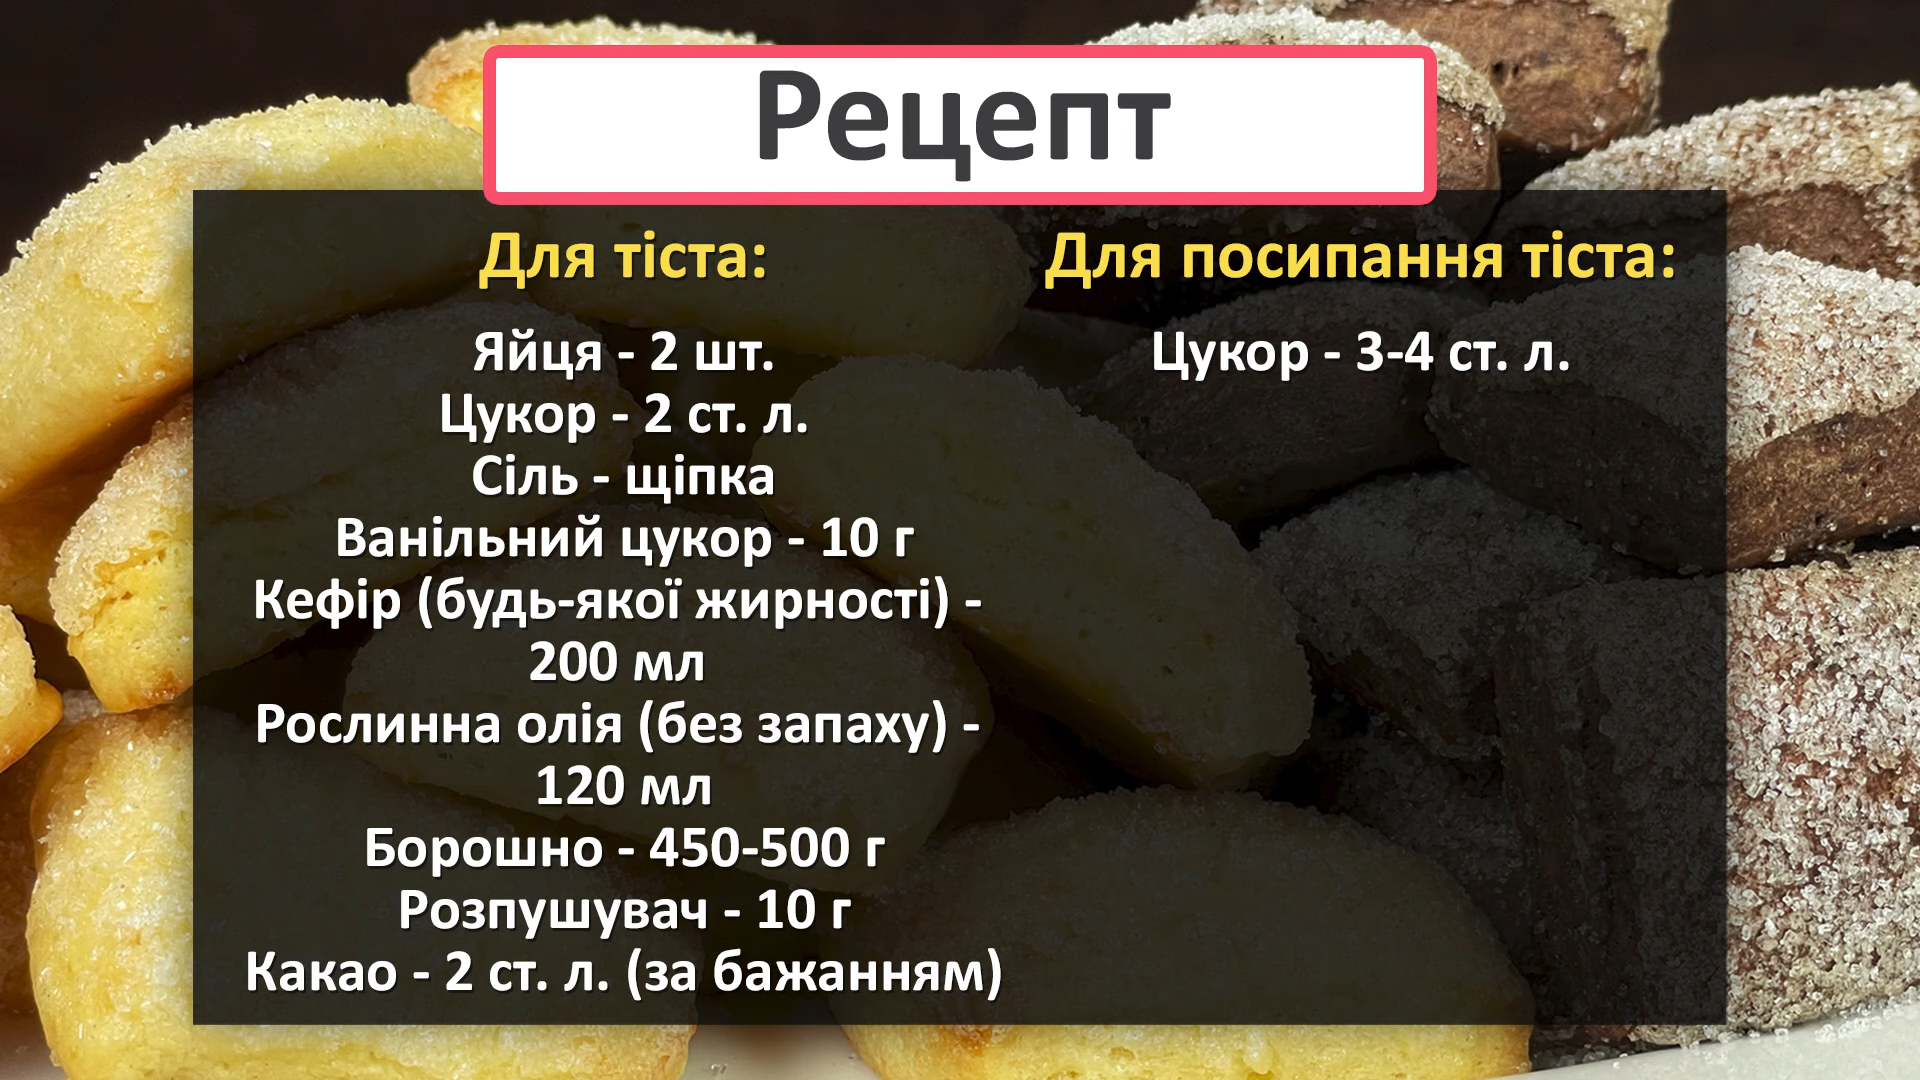 Рецепт
Для тіста:
Яйця - 2 шт.
Цукор - 2 ст. л.
Сіль - щіпка
Ванільний цукор - 10 г
Кефір (будь-якої жирності) -
200 мл
Рослинна олія (без запаху) -
120 мл
Борошно - 450-500 г
Розпушувач - 10 г
Какао - 2 ст. л. (за бажанням)
Для посипання тіста:
Цукор - 3-4 ст. л.